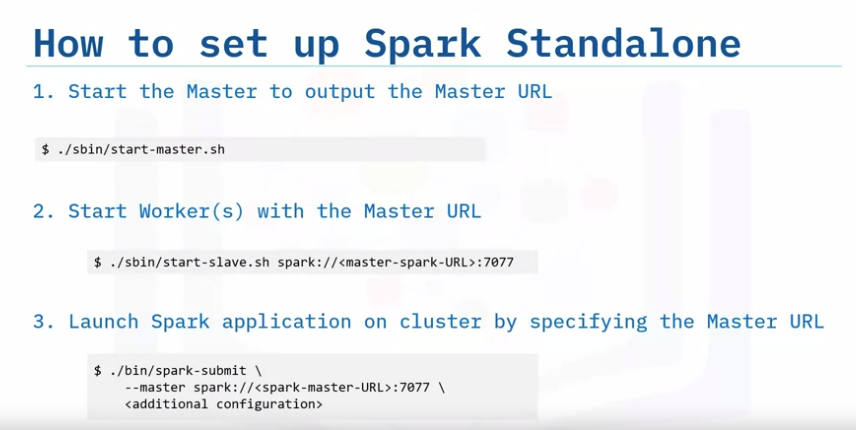 How to set up Spark Standalone
1. Start the Master to output the Master URL
$ ./sbin/start-master.sh
2. Start Worker(s) with the Master URL
$ ./sbin/start-slave.sh spark://<master-spark-URL>:7077
3. Launch Spark application on cluster by specifying the Master URL
$ ./bin/spark-submit \
--master spark://<spark-master-URL>:7077 \
<additional configuration>